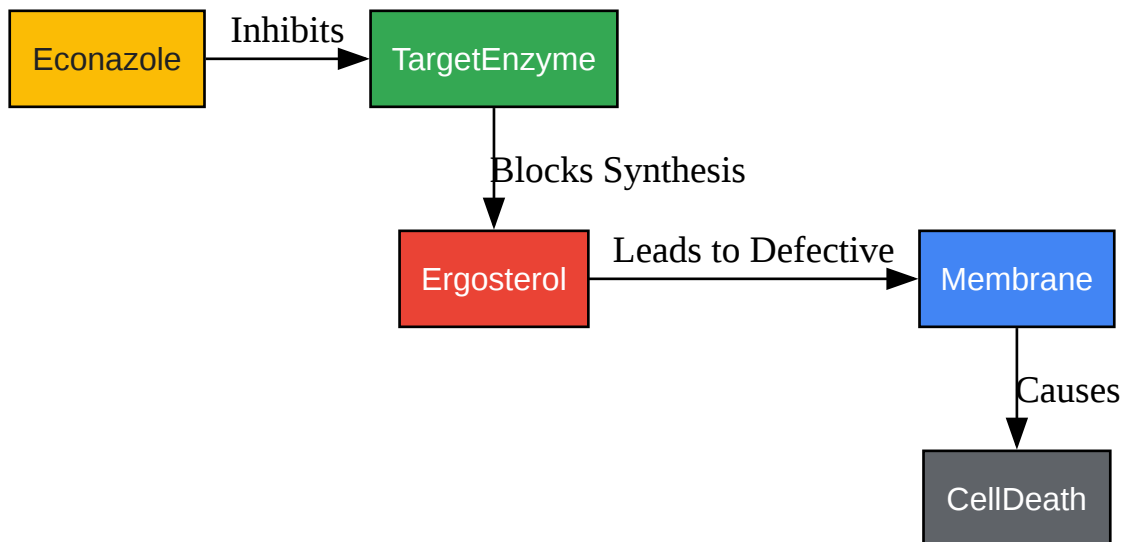 Inhibits
Econazole
TargetEnzyme
Blocks Synthesis
Leads to Defective
Ergosterol
Membrane
Causes
CellDeath